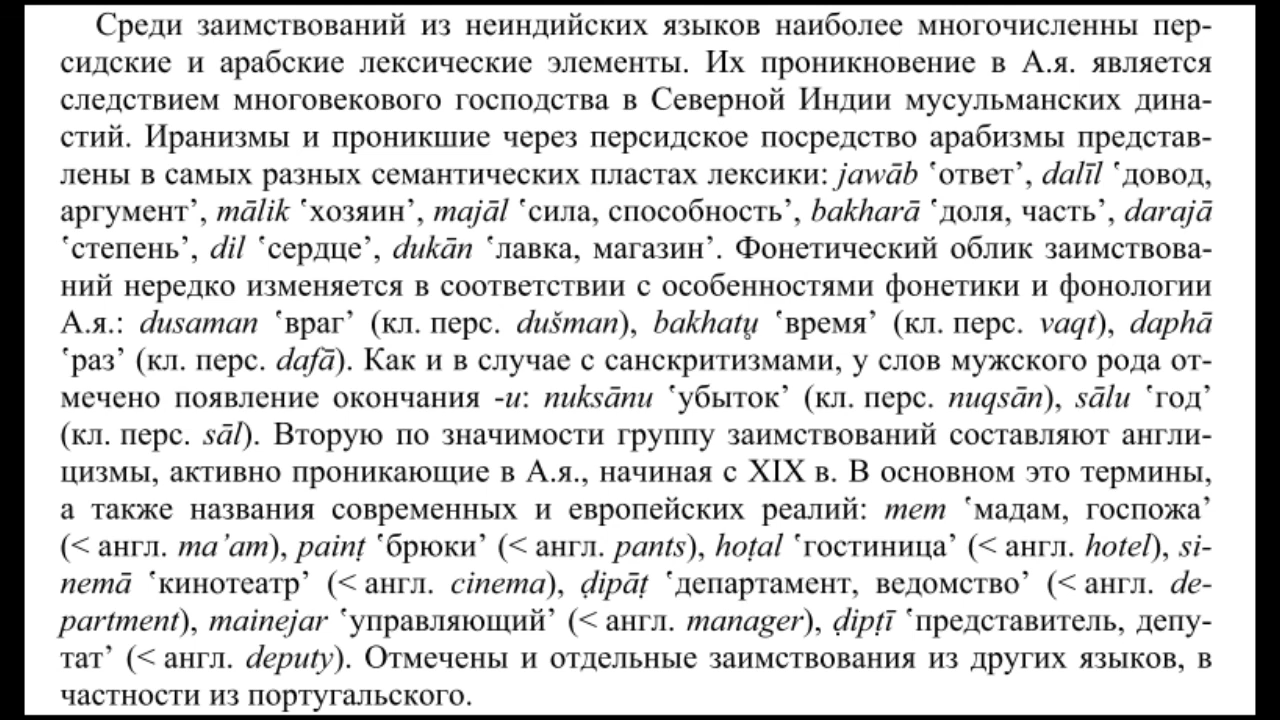 Среди заимствований из неиндийских языков наиболее многочисленны пер-
сидские и арабские лексические элементы. Их проникновение в А.я. является
следствием многовекового господства в Северной Индии мусульманских дина-
стий. Иранизмы и проникшие через персидское посредство арабизмы представ-
лены в самых разных семантических пластах лексики: jawāb ‛ответ’, dalīl ‛довод,
аргумент’, mālik ‛хозяин’, majāl ‛сила, способность’, bakharā ‛доля, часть’, darajā
‛степень’, dil ‛сердце’, dukān ‛лавка, магазин’. Фонетический облик заимствова-
ний нередко изменяется в соответствии с особенностями фонетики и фонологии
А.я.: dusaman ‛враг’ (кл. перс. dušman), bakhatu̥ ‛время’ (кл. перс. vaqt), daphā
‛раз’ (кл. перс. dafā). Как и в случае с санскритизмами, у слов мужского рода от-
мечено появление окончания -u: nuksānu ‛убыток’ (кл. перс. nuqsān), sālu ‛год’
(кл. перс. sāl). Вторую по значимости группу заимствований составляют англи-
цизмы, активно проникающие в А.я., начиная с XIX в. В основном это термины,
а также названия современных и европейских реалий: mem ‛мадам, госпожа’
(< англ. ma’am), painṭ ‛брюки’ (< англ. pants), hoṭal ‛гостиница’ (< англ. hotel), si-
nemā ‛кинотеатр’ (< англ. cinema), ḍipāṭ ‛департамент, ведомство’ (< англ. de-
partment), mainejar ‛управляющий’ (< англ. manager), ḍipṭī ‛представитель, депу-
тат’ (< англ. deputy). Отмечены и отдельные заимствования из других языков, в
частности из португальского.